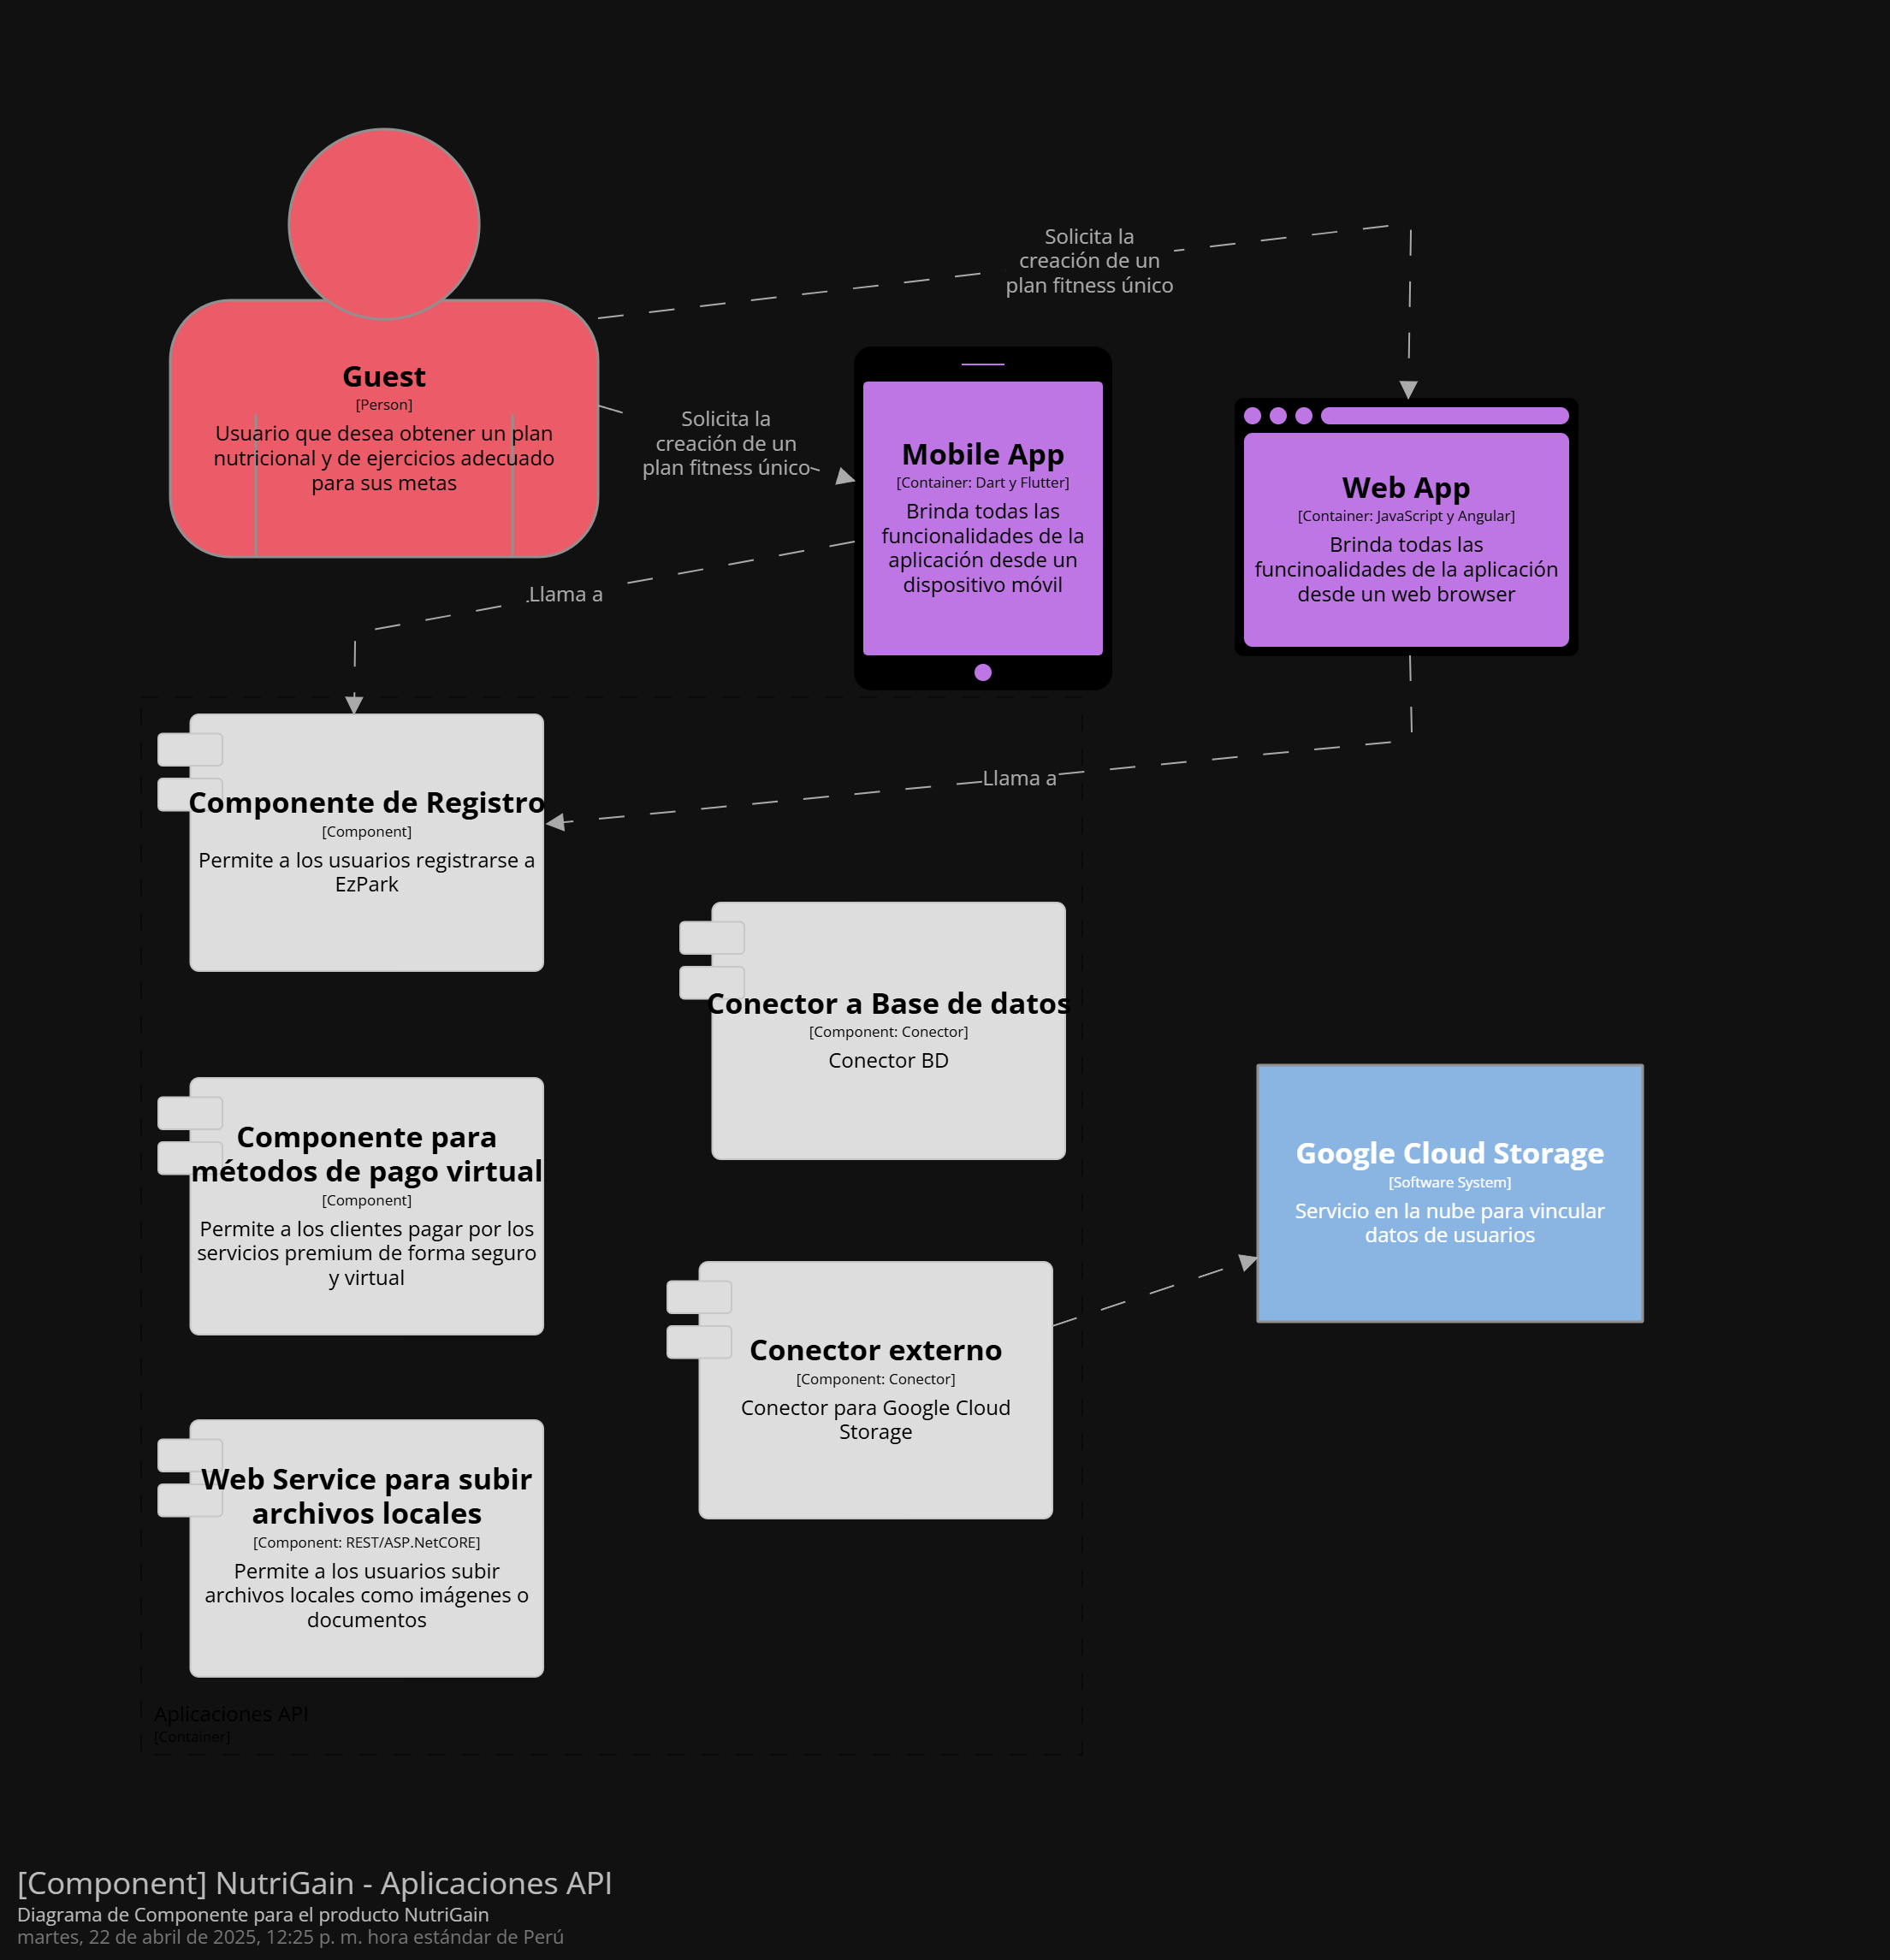 Solicita la
creación de un
plan fitness único
Guest
[Person]
Usuario que desea obtener un plan
nutricional y de ejercicios adecuado
para sus metas
Solicita la
creación de un
plan fitness único
Mobile App
[Container: Dart y Flutter]
Brinda todas las
funcionalidades de la
aplicación desde un
dispositivo móvil
Web App
[Container: JavaScript y Angular]
Brinda todas las
funcinoalidades de la aplicación
desde un web browser
Llama a
Llama a
Componente de Registro
[Component]
Permite a los usuarios registrarse a
EzPark
Conector a Base de datos
[Component: Conector]
Conector BD
Componente para
métodos de pago virtual
[Component]
Permite a los clientes pagar por los
servicios premium de forma seguro
y virtual
Google Cloud Storage
[Software System]
Servicio en la nube para vincular
datos de usuarios
Conector externo
[Component: Conector]
Conector para Google Cloud
Storage
Web Service para subir
archivos locales
[Component: REST/ASP.NetCORE]
Permite a los usuarios subir
archivos locales como imágenes o
documentos
Aplicaciones API
[Container]
[Component] NutriGain - Aplicaciones API
Diagrama de Componente para el producto NutriGain
martes, 22 de abril de 2025, 12:25 p. m. hora estándar de Perú